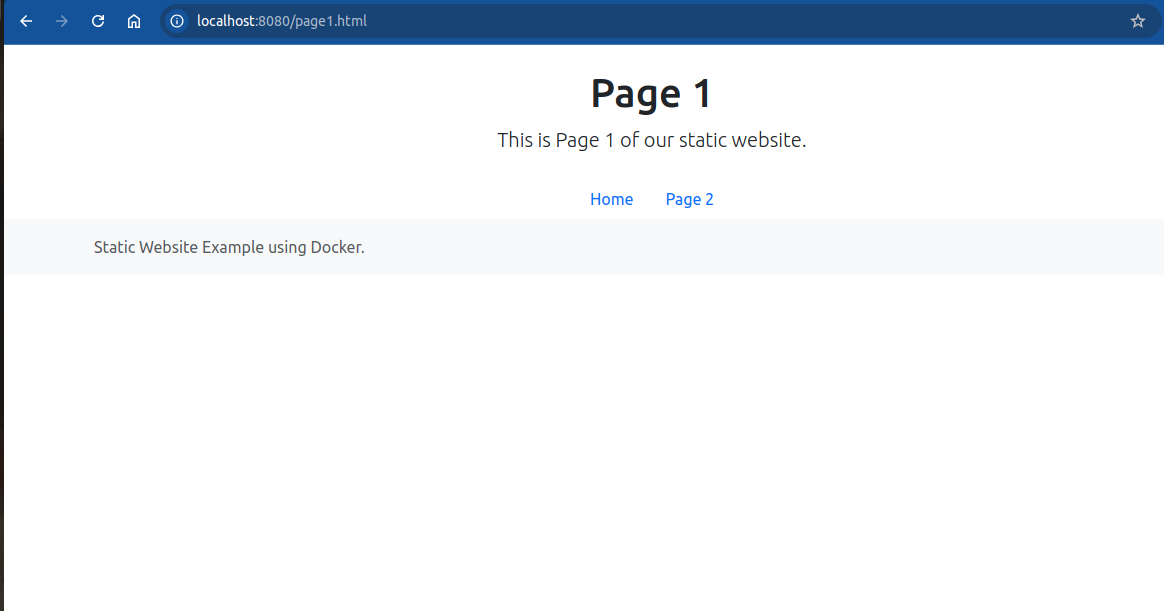 localhost:8080/page1.html
Page 1
This is Page 1 of our static website.
Home Page 2
Static Website Example using Docker.